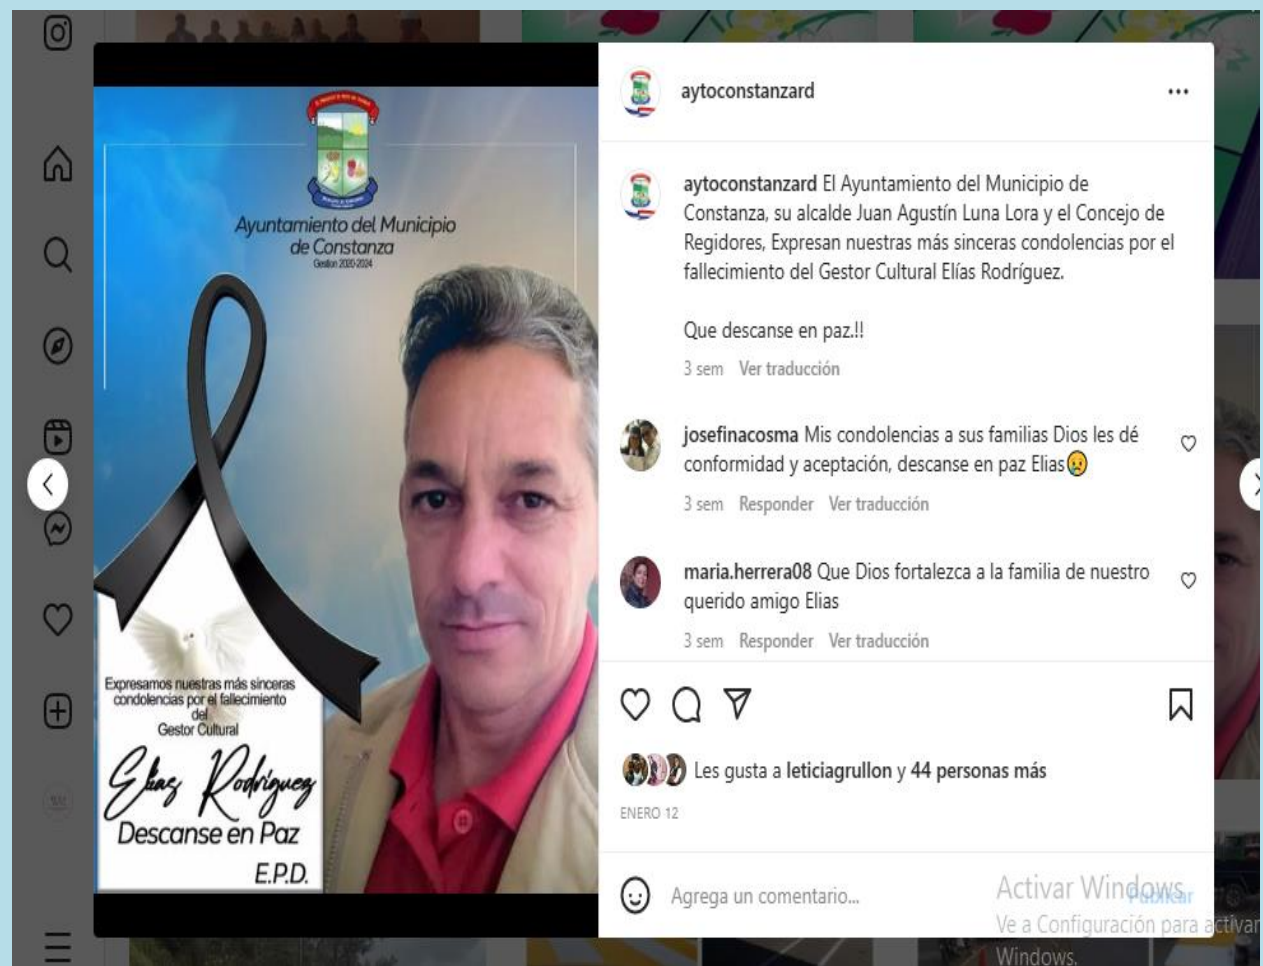 Ayuntamiento del Municipio
de Constanza
Gestion 2020-2024
Expresamos nuestras más sinceras
condolencias por el fallecimiento
del
Gestor Cultural
Elías Rodríguez
Descanse en Paz
E.P.D.
aytoconstanzard
aytoconstanzard El Ayuntamiento del Municipio de
Constanza, su alcalde Juan Agustín Luna Lora y el Concejo de
Regidores, Expresan nuestras más sinceras condolencias por el
fallecimiento del Gestor Cultural Elías Rodríguez.
Que descanse en paz.!!
3 sem Ver traducción
josefinacosma Mis condolencias a sus familias Dios les dé
conformidad y aceptación, descanse en paz Elias😢
3 sem Responder Ver traducción
maria.herrera08 Que Dios fortalezca a la familia de nuestro
querido amigo Elias
3 sem Responder Ver traducción
Les gusta a leticiagrullon y 44 personas más
ENERO 12
Agrega un comentario...
Publicar
Activar Windows
Ve a Configuración para activar
Windows.